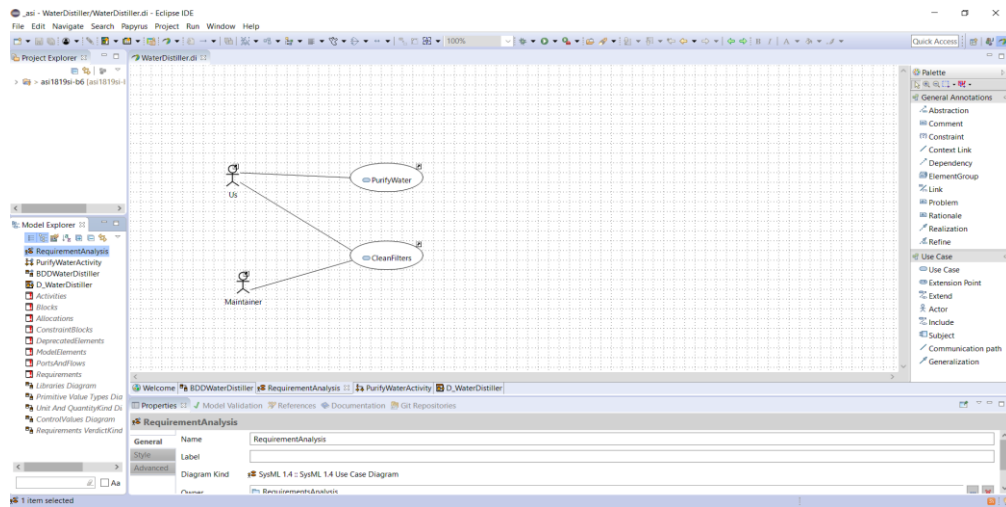 _asi - WaterDistiller/WaterDistiller.di - Eclipse IDE
File Edit Navigate Search Papyrus Project Run Window Help
100%
Quick Access
Project Explorer
WaterDistiller.di
> asi1819si-b6 [asi1819si-
Palette
General Annotations
Abstraction
Comment
Constraint
Context Link
Dependency
ElementGroup
Link
Problem
Rationale
Realization
Refine
Use Case
Use Case
Extension Point
Extend
Actor
Include
Subject
Communication path
Generalization
Us
PurifyWater
CleanFilters
Maintainer
Model Explorer
RequirementAnalysis
PurifyWaterActivity
BDDWaterDistiller
D_WaterDistiller
Activities
Blocks
Allocations
ConstraintBlocks
DeprecatedElements
ModelElements
PortsAndFlows
Requirements
Libraries Diagram
Primitive Value Types Dia
Unit And QuantityKind Di
ControlValues Diagram
Requirements VerdictKind
Aa
Welcome BDDWaterDistiller RequirementAnalysis PurifyWaterActivity D_WaterDistiller
Properties Model Validation References Documentation Git Repositories
RequirementAnalysis
General
Style
Advanced
Name RequirementAnalysis
Label
Diagram Kind SysML 1.4 :: SysML 1.4 Use Case Diagram
Owner RequirementsAnalysis
1 item selected